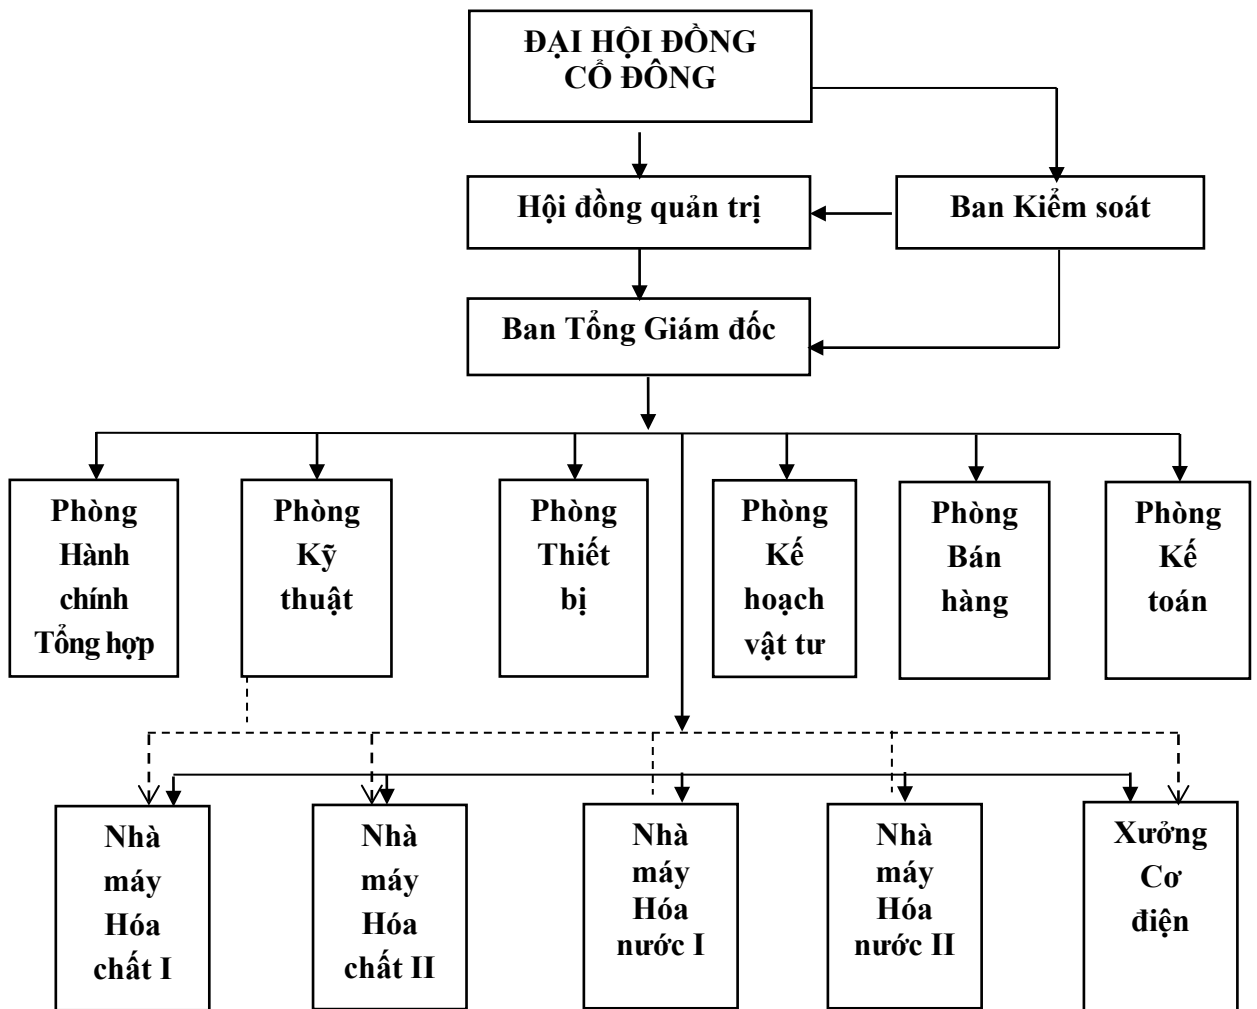 ĐẠI HỘI ĐỒNG
CỔ ĐÔNG
Hội đồng quản trị
Ban Kiểm soát
Ban Tổng Giám đốc
Phòng
Hành
chính
Tổng hợp
Phòng
Kỹ
thuật
Phòng
Thiết
bị
Phòng
Kế
hoạch
vật tư
Phòng
Bán
hàng
Phòng
Kế
toán
Nhà
máy
Hóa
chất I
Nhà
máy
Hóa
chất II
Nhà
máy
Hóa
nước I
Nhà
máy
Hóa
nước II
Xưởng
Cơ
điện